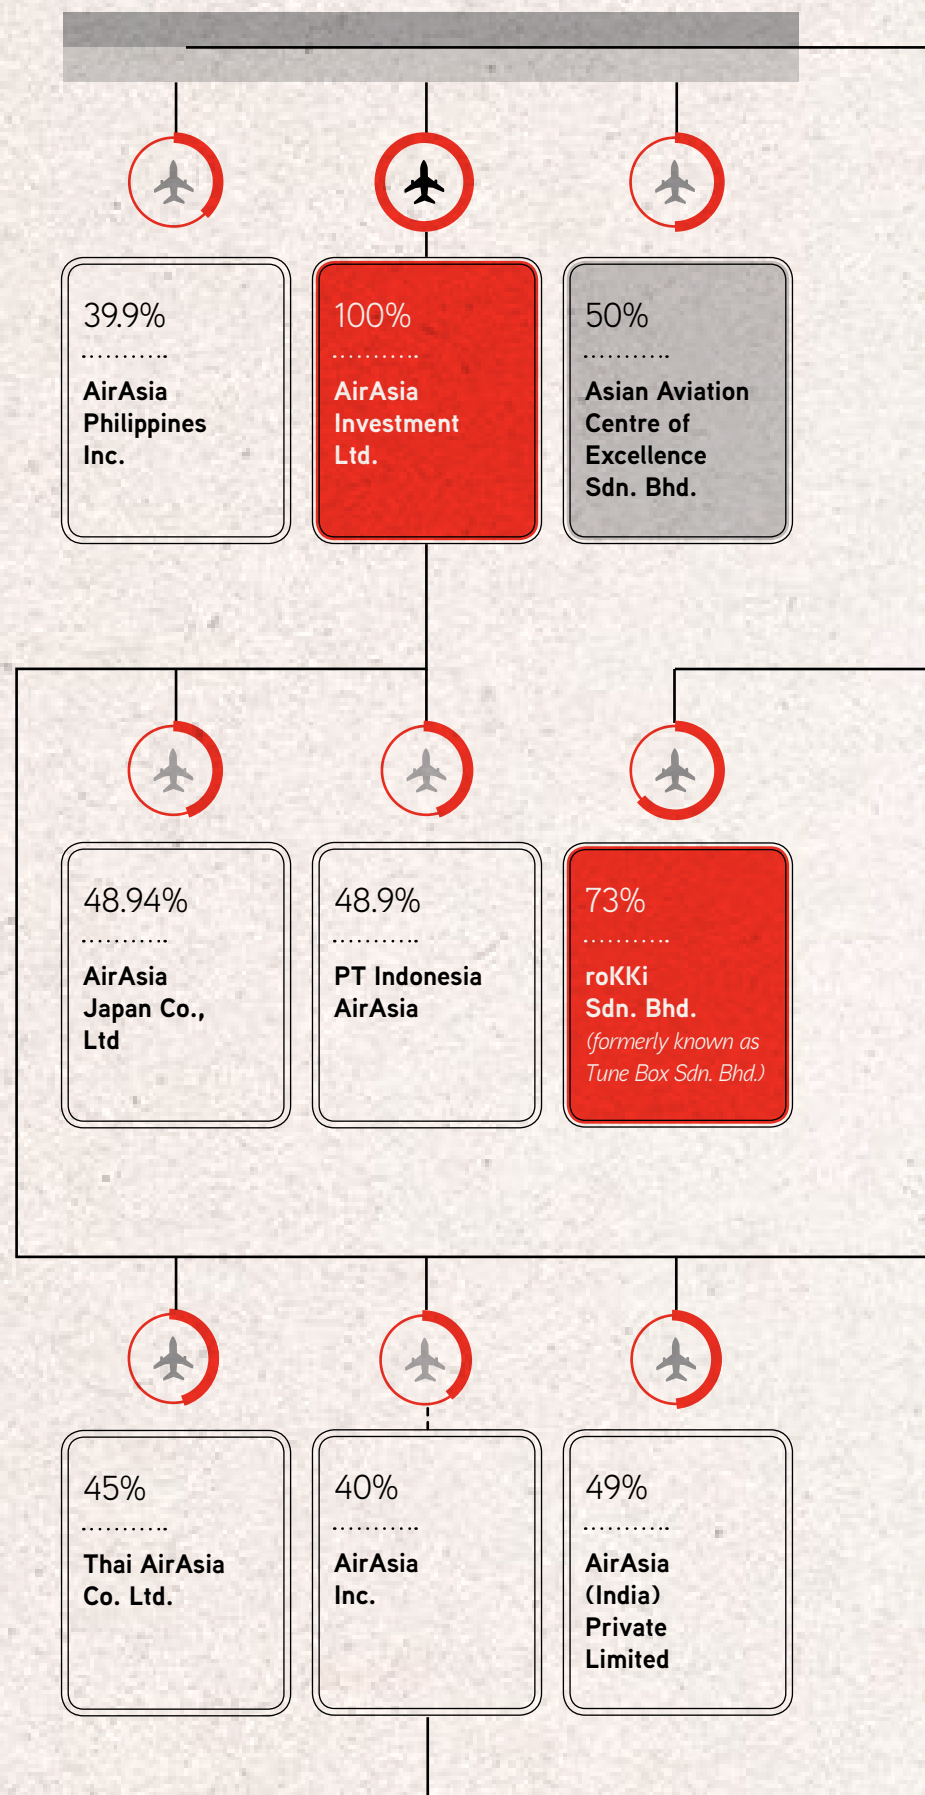 39.9%
AirAsia
Philippines
Inc.
100%
AirAsia
Investment
Ltd.
50%
Asian Aviation
Centre of
Excellence
Sdn. Bhd.
48.94%
AirAsia
Japan Co.,
Ltd
48.9%
PT Indonesia
AirAsia
73%
roKKi
Sdn. Bhd.
(formerly known as
Tune Box Sdn. Bhd.)
45%
Thai AirAsia
Co. Ltd.
40%
AirAsia
Inc.
49%
AirAsia
(India)
Private
Limited